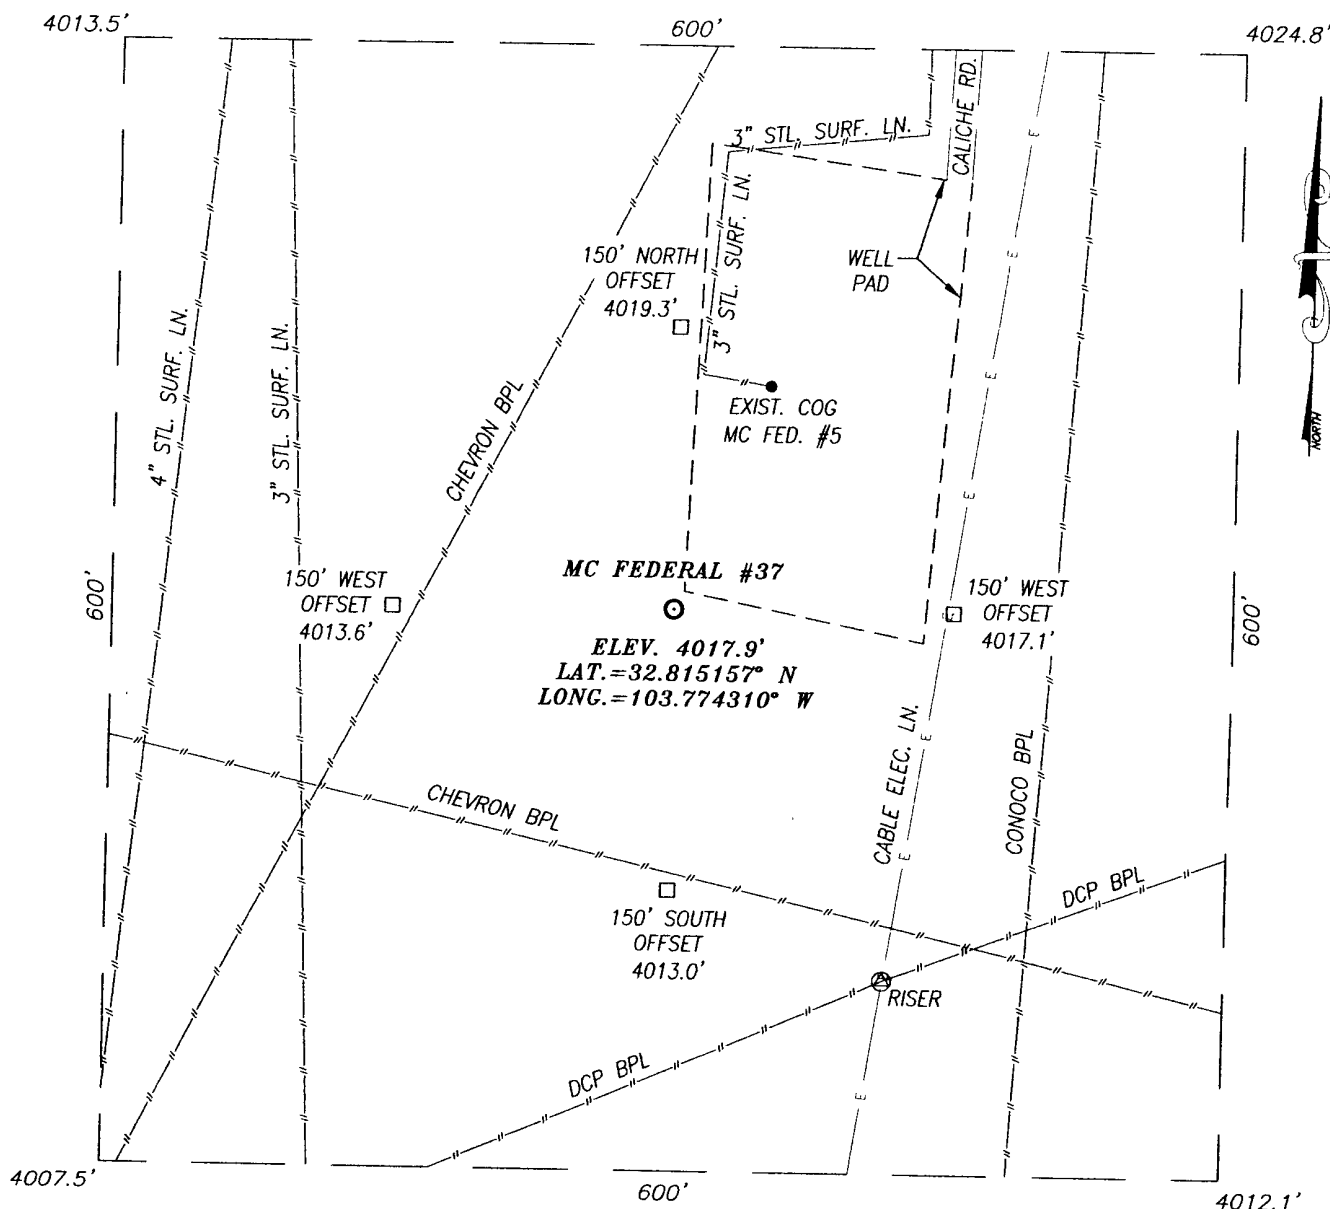 4013.5'
600'
4024.8'
3" STL. SURF. LN.
CALICHE RD.
3" STL. SURF. LN.
150' NORTH
OFFSET
4019.3'
WELL
PAD
4" STL. SURF. LN.
3" STL. SURF. LN.
CHEVRON BPL
EXIST. COG
MC FED. #5
NORTH
E
E
E
E
E
E
MC FEDERAL #37
150' WEST
OFFSET
4013.6'
150' WEST
OFFSET
4017.1'
600'
600'
ELEV. 4017.9'
LAT.=32.815157° N
LONG.=103.774310° W
CABLE ELEC. LN.
CONOCO BPL
CHEVRON BPL
DCP BPL
150' SOUTH
OFFSET
4013.0'
RISER
DCP BPL
4007.5'
600'
4012.1'